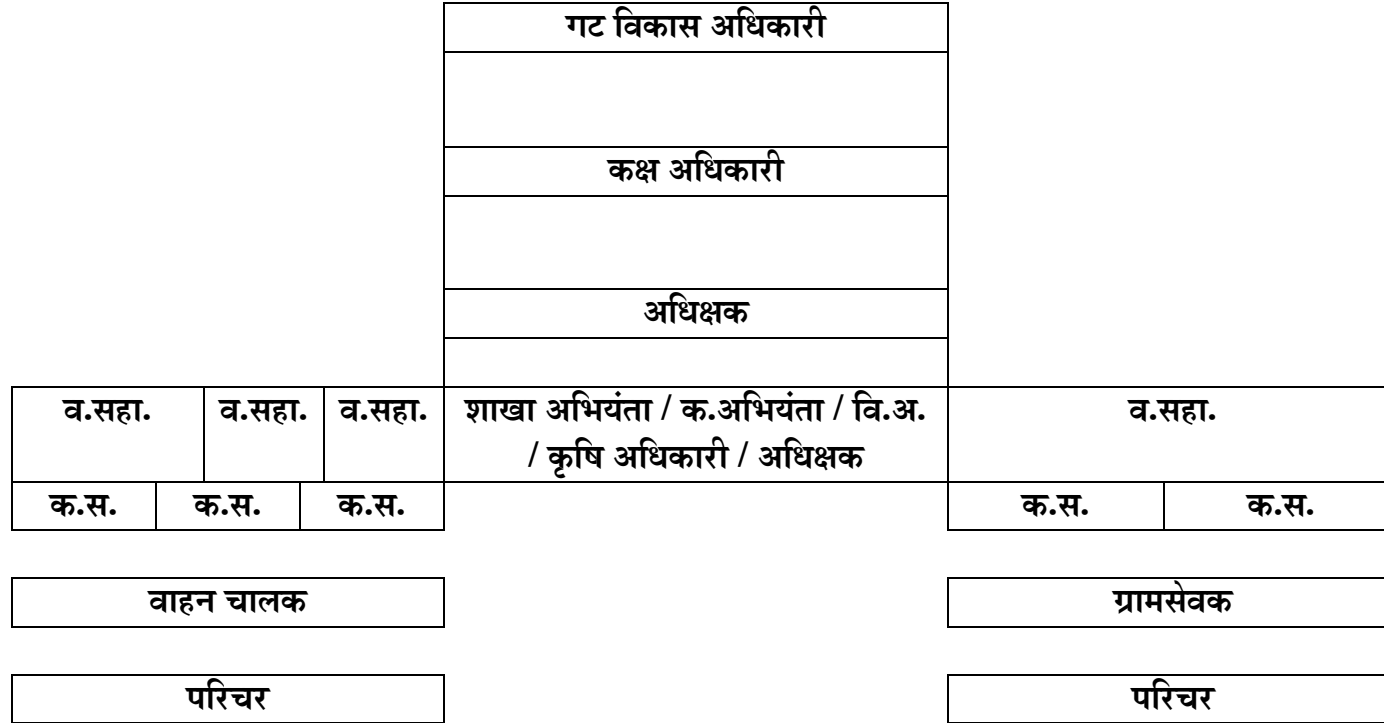 गट विकास अधिकारी
कक्ष अधिकारी
अधिक्षक
व.सहा. व.सहा. व.सहा. शाखा अभियंता / क.अभियंता / वि.अ. व.सहा.
/ कृषि अधिकारी / अधिक्षक
क.स. क.स. क.स. क.स. क.स.
वाहन चालक ग्रामसेवक
परिचर परिचर